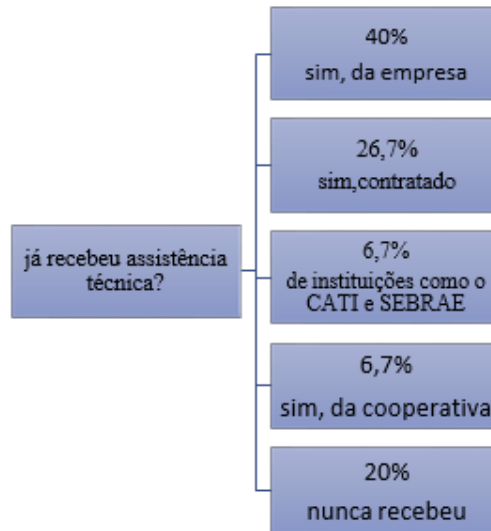 já recebeu assistência
técnica?
40%
sim, da empresa
26,7%
sim,contratado
6,7%
de instituições como o
CATI e SEBRAE
6,7%
sim, da cooperativa
20%
nunca recebeu